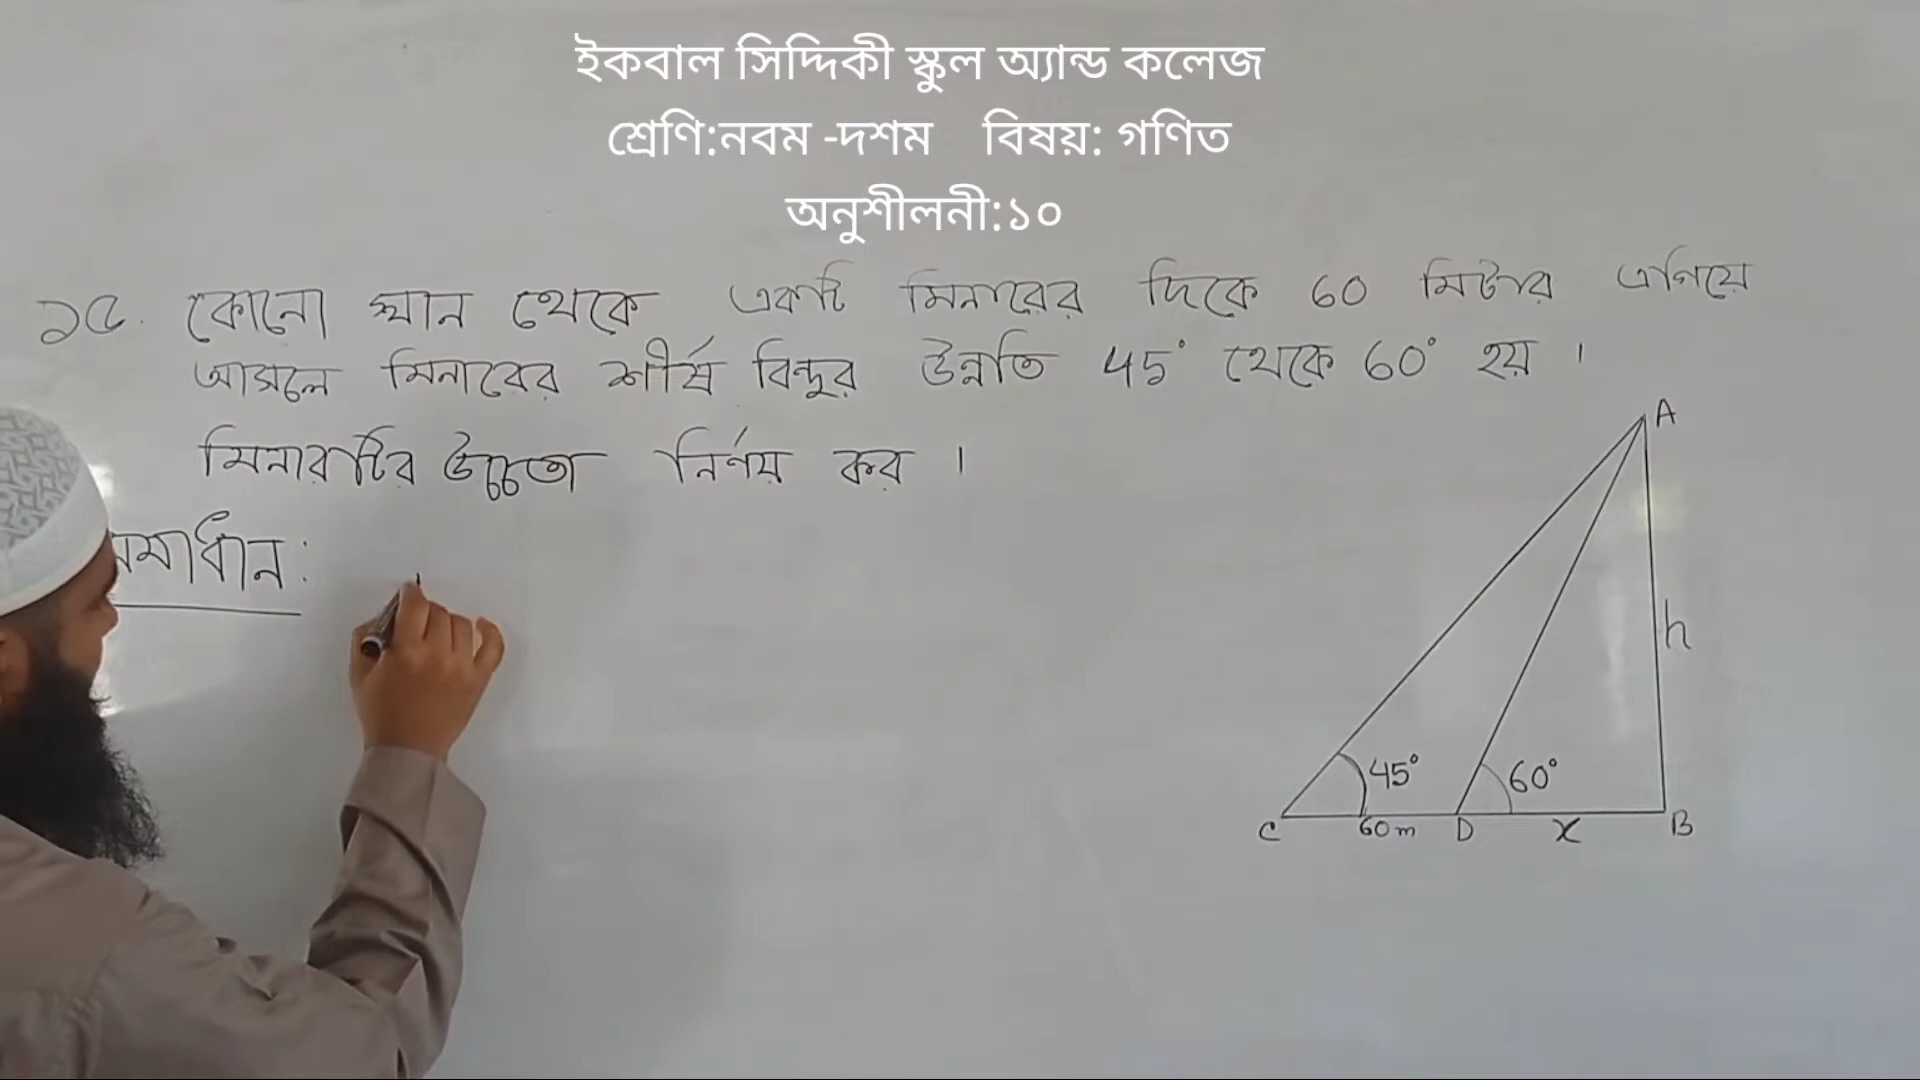 ইকবাল সিদ্দিকী স্কুল অ্যান্ড কলেজ
শ্রেণি:নবম -দশম বিষয়: গণিত
অনুশীলনী:১০
১৫. কোনো স্থান থেকে একটি মিনারের দিকে 60 মিটার এগিয়ে
আসলে মিনারের শীর্ষ বিন্দুর উন্নতি 45° থেকে 60° হয় ।
মিনারটির উচ্চতা নির্ণয় কর ।
সমাধান:
A
h
45° 60°
C 60m D x B